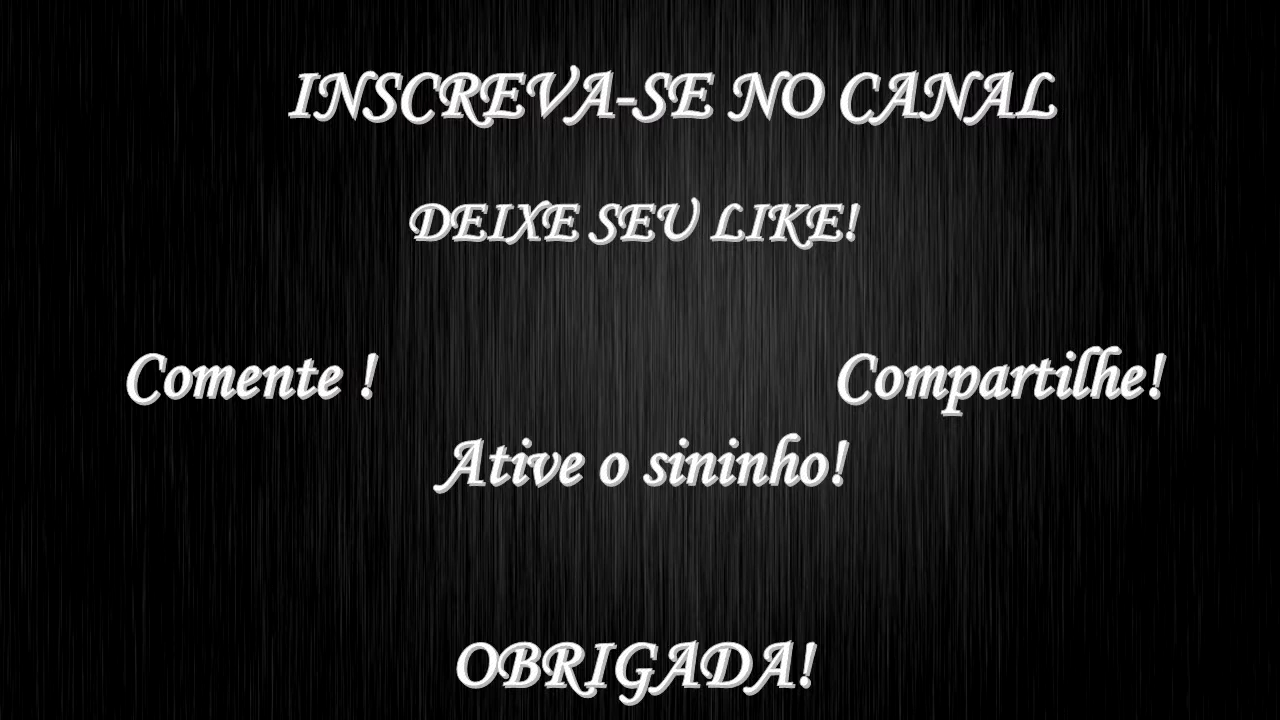 INSCREVA-SE NO CANAL
DEIXE SEU LIKE!
Comente ! Compartilhe!
Ative o sininho!
OBRIGADA!